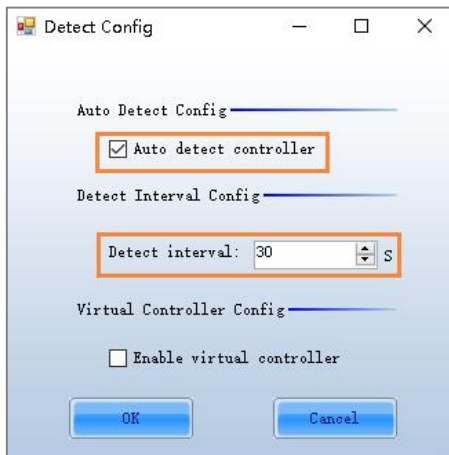 Detect Config
Auto Detect Config
Auto detect controller
Detect Interval Config
Detect interval: 30 S
Virtual Controller Config
Enable virtual controller
OK Cancel